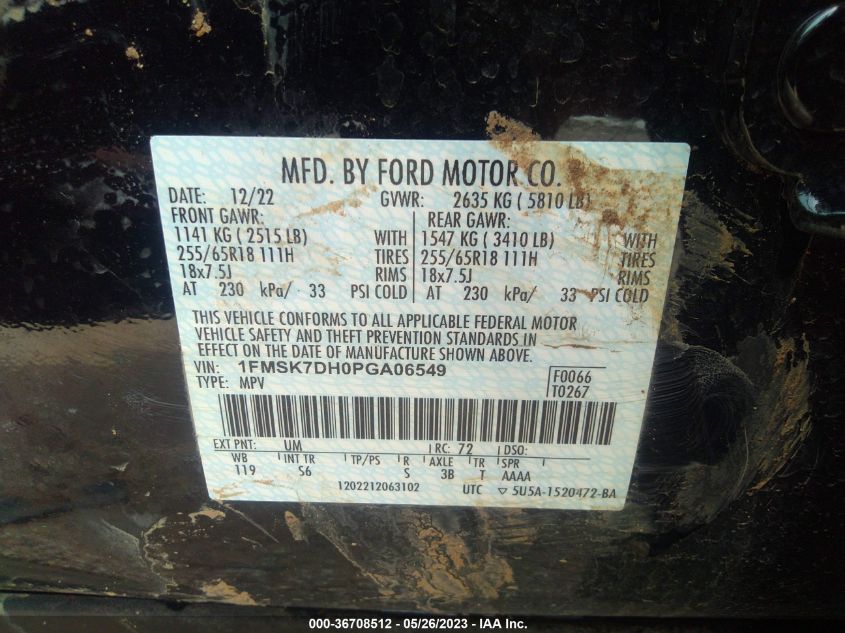 MFD. BY FORD MOTOR CO.
DATE: 12/22 GVWR: 2635 KG ( 5810 LB)
FRONT GAWR: REAR GAWR:
1141 KG ( 2515 LB) WITH 1547 KG ( 3410 LB) WITH
255/65R18 111H TIRES 255/65R18 111H TIRES
18x7.5J RIMS 18x7.5J RIMS
AT 230 kPa/ 33 PSI COLD AT 230 kPa/ 33 PSI COLD
THIS VEHICLE CONFORMS TO ALL APPLICABLE FEDERAL MOTOR
VEHICLE SAFETY AND THEFT PREVENTION STANDARDS IN
EFFECT ON THE DATE OF MANUFACTURE SHOWN ABOVE.
VIN: 1FMSK7DH0PGA06549 F0066
TYPE: MPV T0267
EXT PNT: UM RC: 72 DSO:
WB INT TR TP/PS R AXLE TR SPR
119 S6 S 3B T AAAA
1202212063102 UTC ▽ 5U5A-1520472-BA
000-36708512 - 05/26/2023 - IAA Inc.